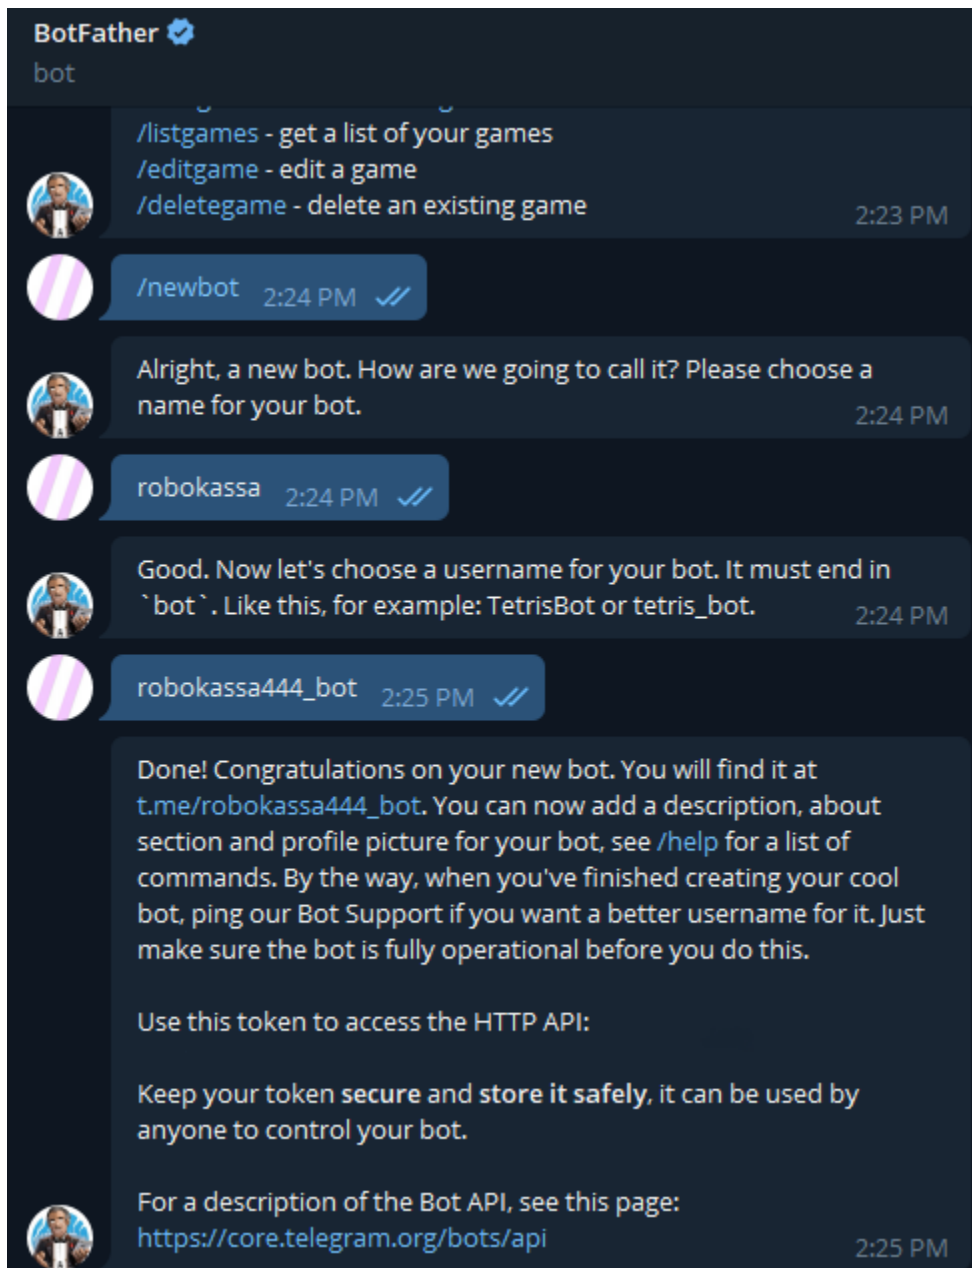 BotFather
bot
/listgames - get a list of your games
/editgame - edit a game
/deletegame - delete an existing game
2:23 PM
/newbot 2:24 PM
Alright, a new bot. How are we going to call it? Please choose a
name for your bot.
2:24 PM
robokassa 2:24 PM
Good. Now let's choose a username for your bot. It must end in
`bot`. Like this, for example: TetrisBot or tetris_bot.
2:24 PM
robokassa444_bot 2:25 PM
Done! Congratulations on your new bot. You will find it at
t.me/robokassa444_bot. You can now add a description, about
section and profile picture for your bot, see /help for a list of
commands. By the way, when you've finished creating your cool
bot, ping our Bot Support if you want a better username for it. Just
make sure the bot is fully operational before you do this.
Use this token to access the HTTP API:
Keep your token secure and store it safely, it can be used by
anyone to control your bot.
For a description of the Bot API, see this page:
https://core.telegram.org/bots/api
2:25 PM